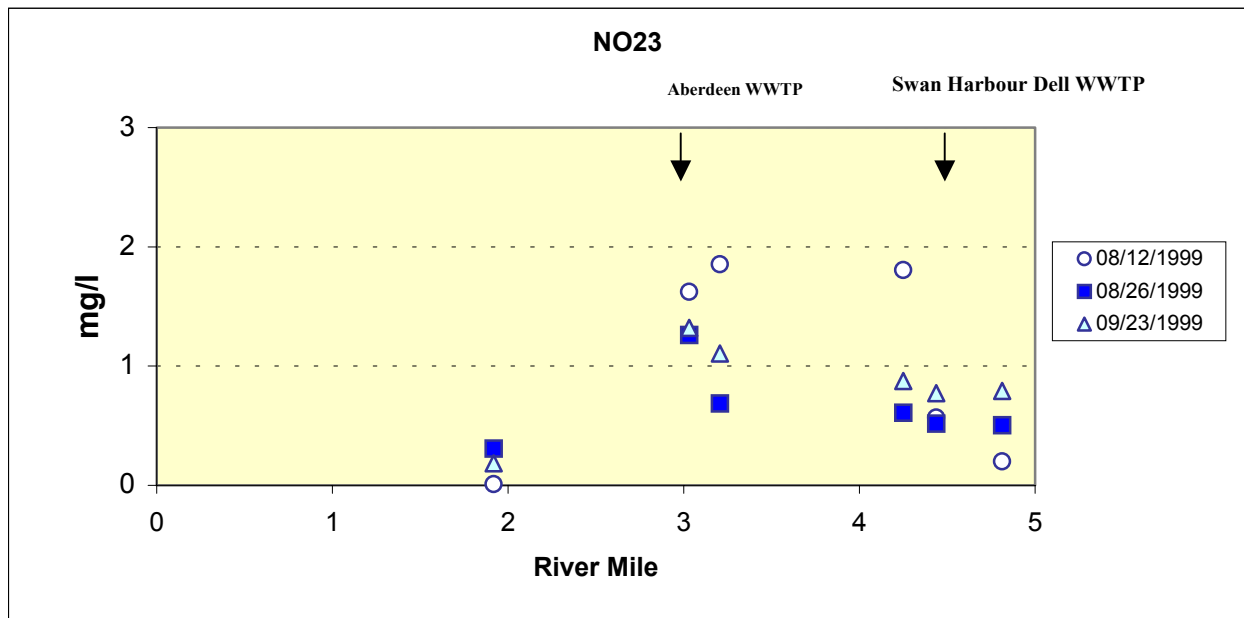 NO23
Aberdeen WWTP
Swan Harbour Dell WWTP
3
2
1
0
mg/l
0 1 2 3 4 5
River Mile
08/12/1999
08/26/1999
09/23/1999